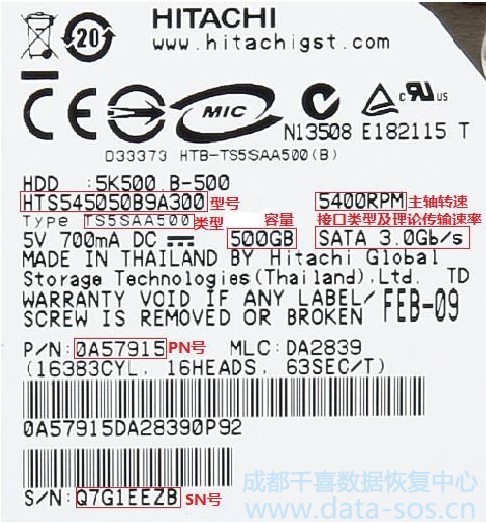 HITACHI
www.hitachigst.com
20
MIC
N13508 E182115 T
D33373 HTB-TS5SAA500(B)
HDD :5K500.B-500
HTS545050B9A300 型号 5400RPM 主轴转速
Type TS5SAA500 类型 容量 接口类型及理论传输速率
5V 700mA DC 500GB SATA 3.0Gb/s
MADE IN THAILAND BY Hitachi Global
Storage Technologies(Thailand),Ltd. TD
WARRANTY VOID IF ANY LABEL/
SCREW IS REMOVED OR BROKEN FEB-09
P/N: 0A57915 PN号 MLC:DA2839
(16383CYL, 16HEADS, 63SEC/T)
0A57915DA28390P92
S/N: Q7G1EEZB SN号
成都千喜数据恢复中心
www.data-sos.cn